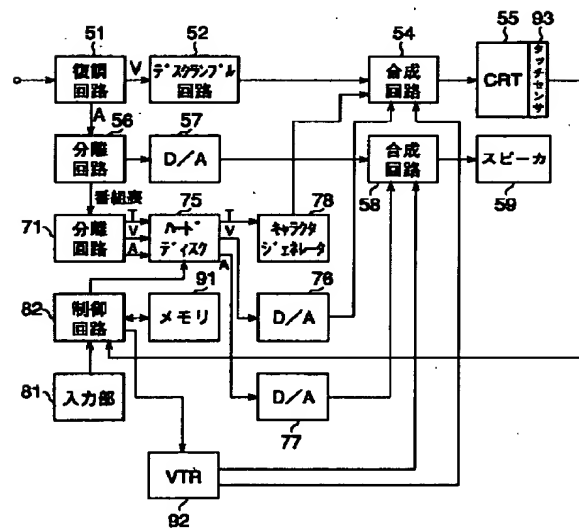 51
復調
回路
V
52
デスクランブル
回路
54
合成
回路
55
CRT
93
タッチセンサ
A
56
分離
回路
57
D/A
合成
回路
58
スピーカ
59
番組表
71
分離
回路
T
V
A
75
ハード
ディスク
T
V
A
78
キャラクタ
ジェネレータ
82
制御
回路
91
メモリ
76
D/A
81
入力部
D/A
77
VTR
92